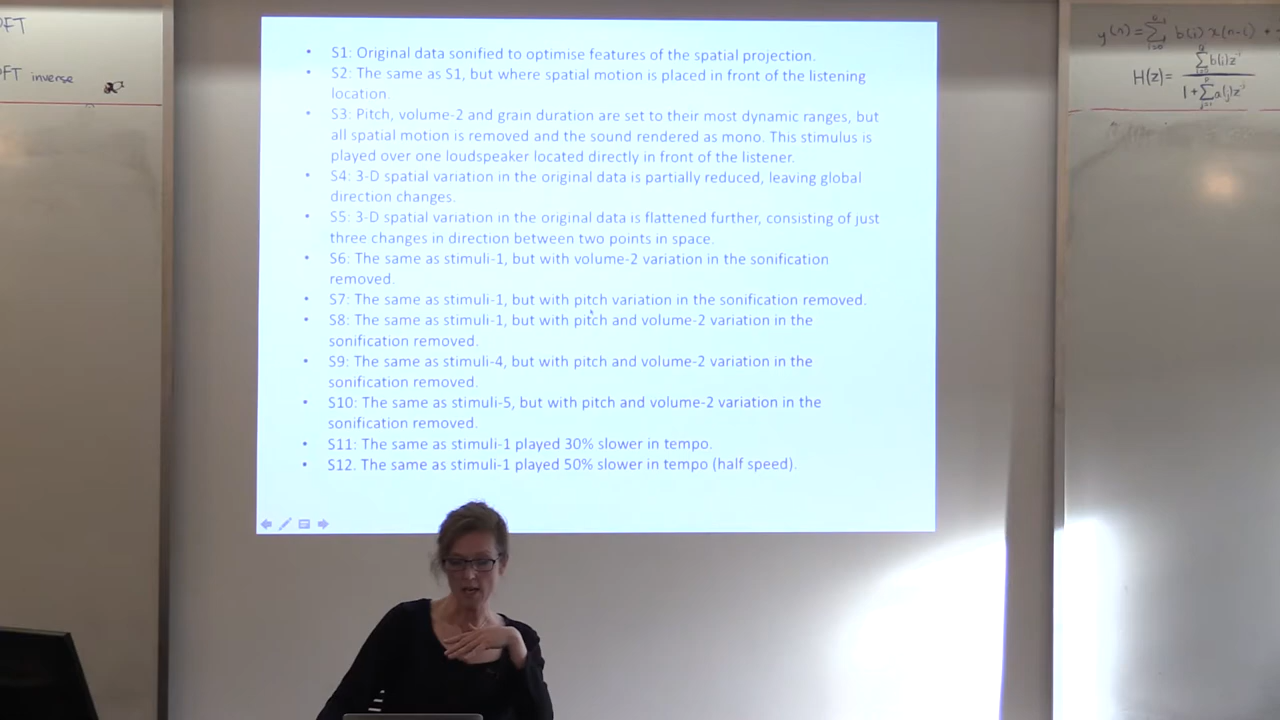 DFT
DFT inverse
• S1: Original data sonified to optimise features of the spatial projection.
• S2: The same as S1, but where spatial motion is placed in front of the listening
location.
• S3: Pitch, volume-2 and grain duration are set to their most dynamic ranges, but
all spatial motion is removed and the sound rendered as mono. This stimulus is
played over one loudspeaker located directly in front of the listener.
• S4: 3-D spatial variation in the original data is partially reduced, leaving global
direction changes.
• S5: 3-D spatial variation in the original data is flattened further, consisting of just
three changes in direction between two points in space.
• S6: The same as stimuli-1, but with volume-2 variation in the sonification
removed.
• S7: The same as stimuli-1, but with pitch variation in the sonification removed.
• S8: The same as stimuli-1, but with pitch and volume-2 variation in the
sonification removed.
• S9: The same as stimuli-4, but with pitch and volume-2 variation in the
sonification removed.
• S10: The same as stimuli-5, but with pitch and volume-2 variation in the
sonification removed.
• S11: The same as stimuli-1 played 30% slower in tempo.
• S12. The same as stimuli-1 played 50% slower in tempo (half speed).
y(n) = ∑ b(i) x(n-i) +
H(z) =